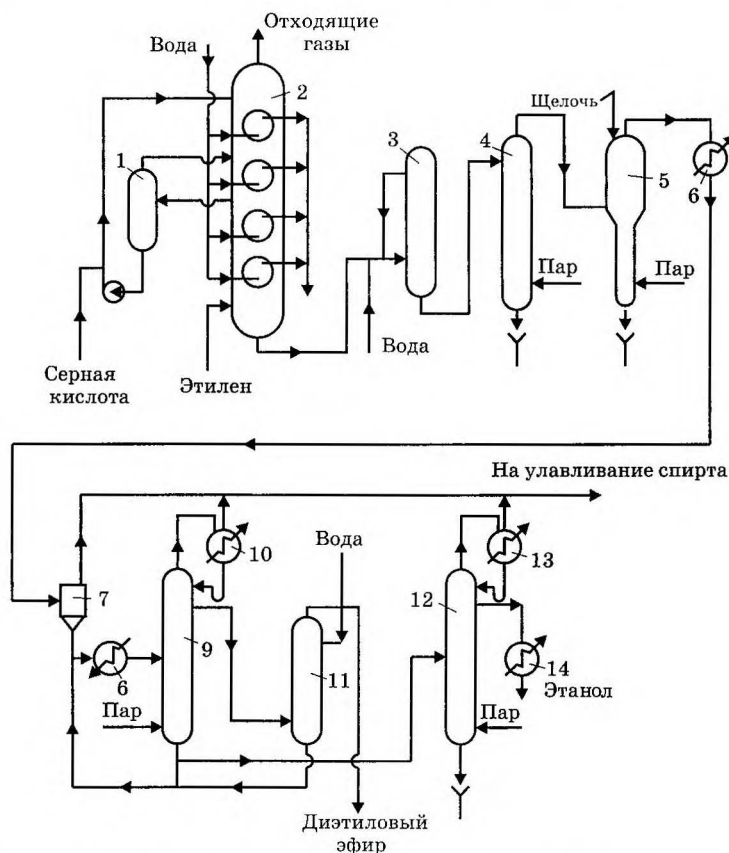 Отходящие
газы
Вода
2
1
3
4
Щелочь
5
6
Пар
Пар
Вода
Серная
кислота
Этилен
На улавливание спирта
10
Вода
13
7
9
12
6
11
14
Этанол
Пар
Пар
Диэтиловый
эфир